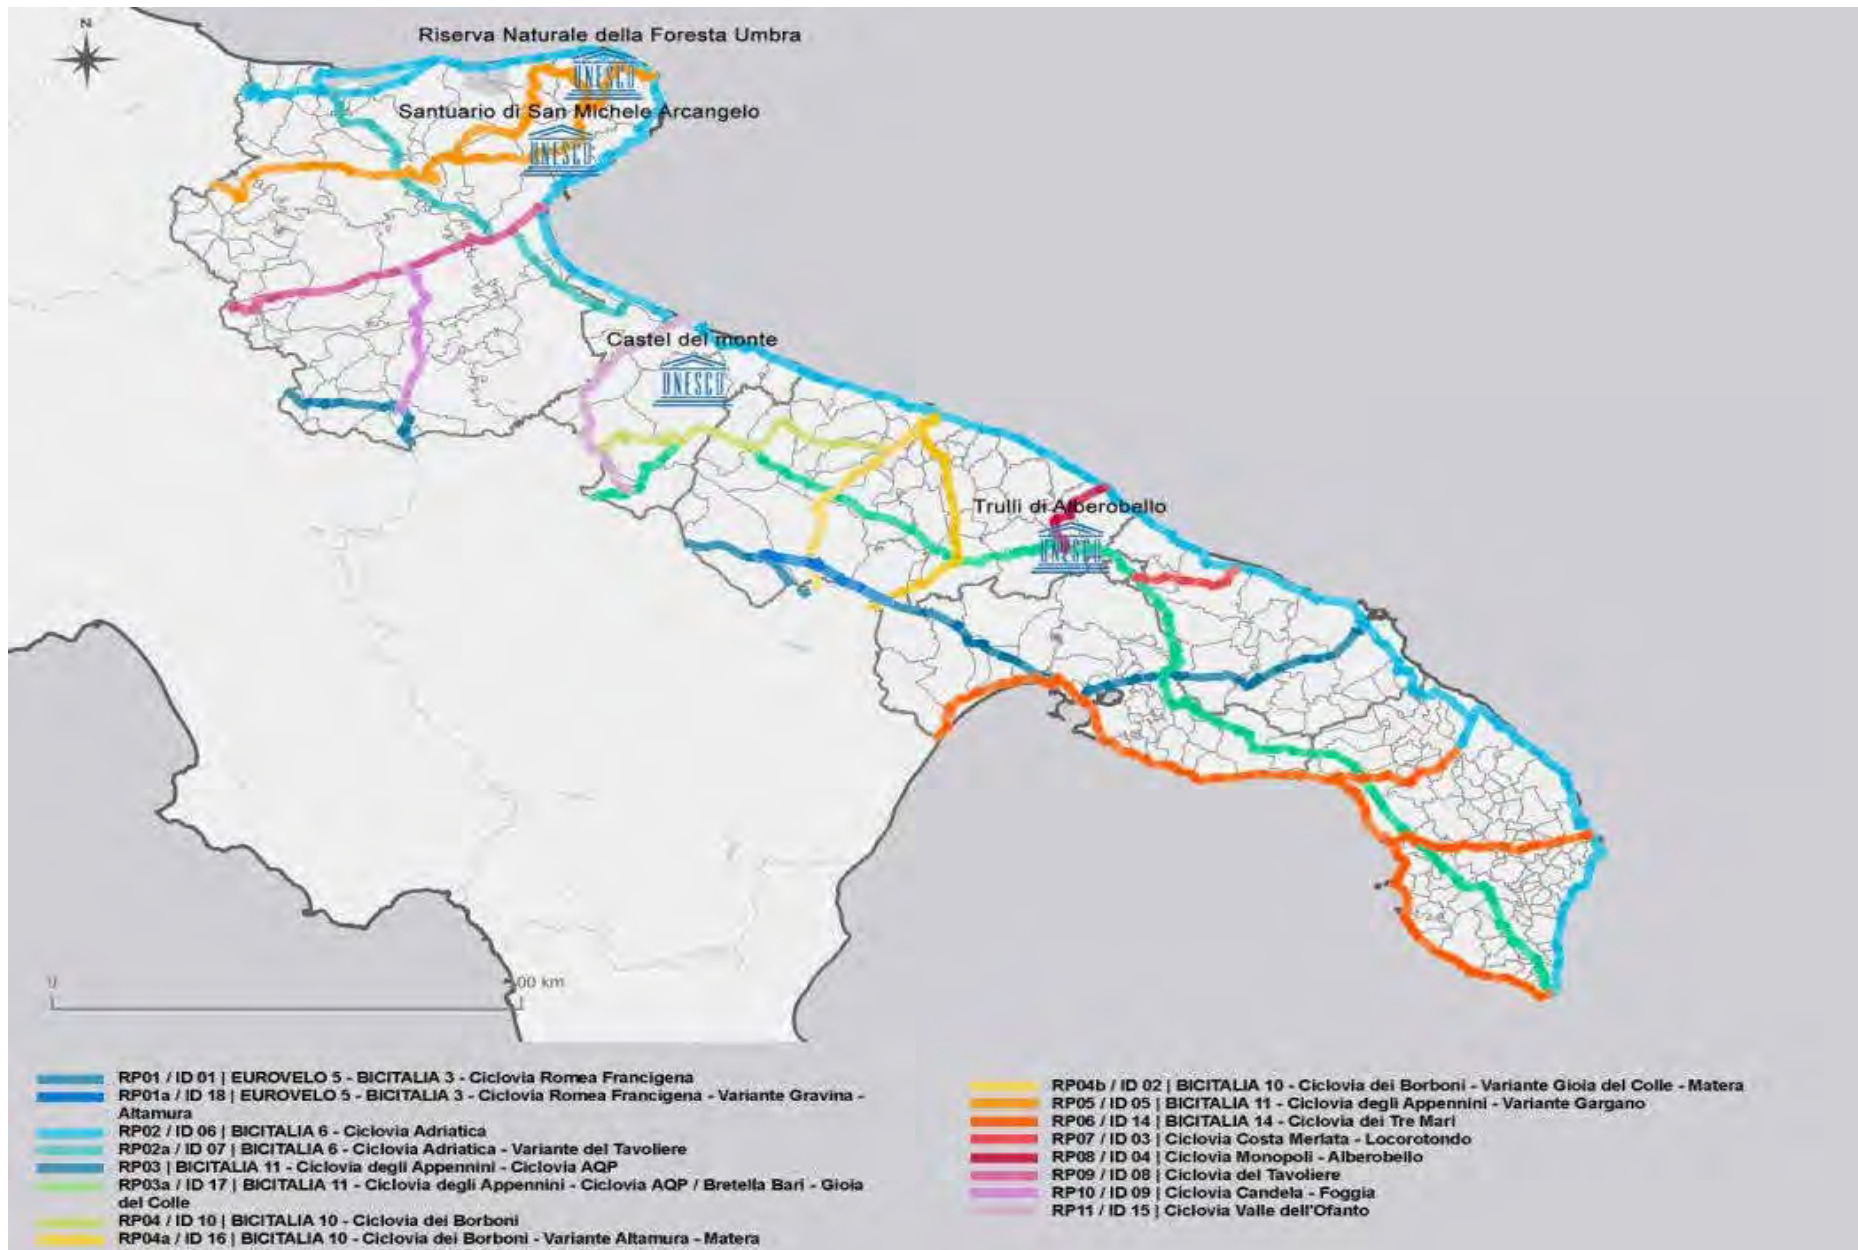 N
Riserva Naturale della Foresta Umbra
UNESCO
Santuario di San Michele Arcangelo
UNESCO
Castel del monte
UNESCO
Trulli di Alberobello
UNESCO
0
00 km
RP01 / ID 01 | EUROVELO 5 - BICITALIA 3 - Ciclovia Romea Francigena
RP01a / ID 18 | EUROVELO 5 - BICITALIA 3 - Ciclovia Romea Francigena - Variante Gravina -
Altamura
RP02 / ID 06 | BICITALIA 6 - Ciclovia Adriatica
RP02a / ID 07 | BICITALIA 6 - Ciclovia Adriatica - Variante del Tavoliere
RP03 | BICITALIA 11 - Ciclovia degli Appennini - Ciclovia AQP
RP03a / ID 17 | BICITALIA 11 - Ciclovia degli Appennini - Ciclovia AQP / Bretella Bari - Gioia
del Colle
RP04 / ID 10 | BICITALIA 10 - Ciclovia dei Borboni
RP04a / ID 16 | BICITALIA 10 - Ciclovia dei Borboni - Variante Altamura - Matera
RP04b / ID 02 | BICITALIA 10 - Ciclovia dei Borboni - Variante Gioia del Colle - Matera
RP05 / ID 05 | BICITALIA 11 - Ciclovia degli Appennini - Variante Gargano
RP06 / ID 14 | BICITALIA 14 - Ciclovia dei Tre Mari
RP07 / ID 03 | Ciclovia Costa Merlata - Locorotondo
RP08 / ID 04 | Ciclovia Monopoli - Alberobello
RP09 / ID 08 | Ciclovia del Tavoliere
RP10 / ID 09 | Ciclovia Candela - Foggia
RP11 / ID 15 | Ciclovia Valle dell'Ofanto